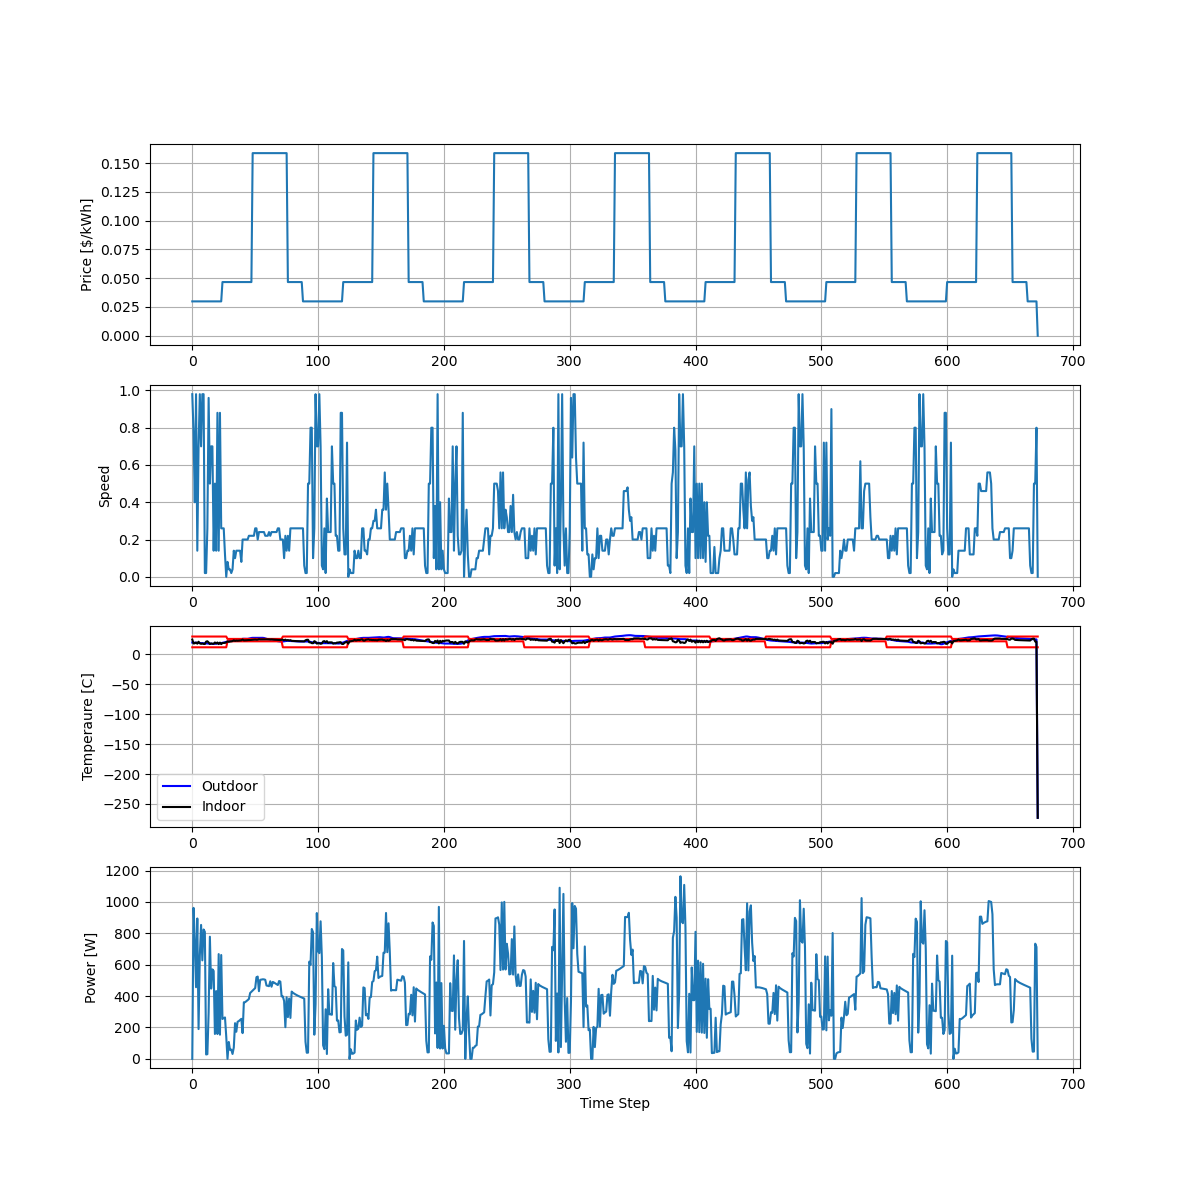 Price [$/kWh]
0.150
0.125
0.100
0.075
0.050
0.025
0.000
0 100 200 300 400 500 600 700
Speed
1.0
0.8
0.6
0.4
0.2
0.0
0 100 200 300 400 500 600 700
Temperaure [C]
0
−50
−100
−150
−200
−250
Outdoor
Indoor
0 100 200 300 400 500 600 700
Power [W]
1200
1000
800
600
400
200
0
0 100 200 300 400 500 600 700
Time Step